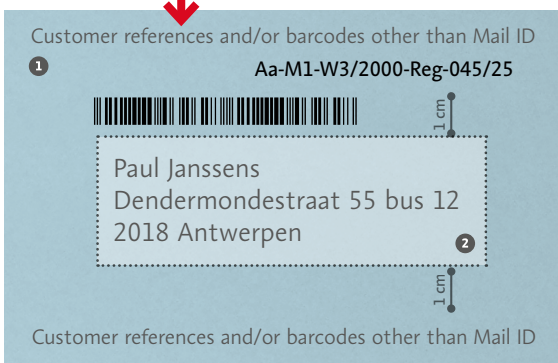 Customer references and/or barcodes other than Mail ID
1
Aa-M1-W3/2000-Reg-045/25
1 cm
Paul Janssens
Dendermondestraat 55 bus 12
2018 Antwerpen
2
1 cm
Customer references and/or barcodes other than Mail ID